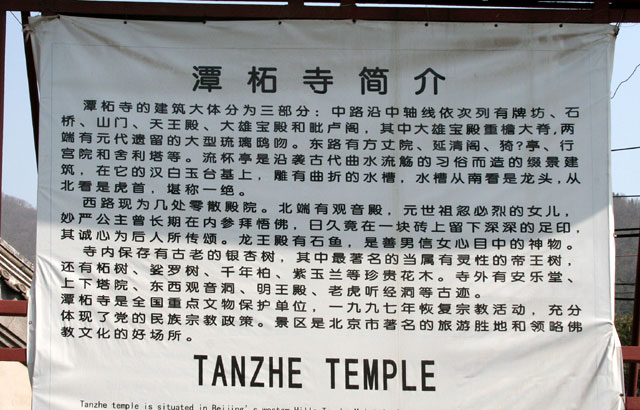 潭柘寺简介
潭柘寺的建筑大体分为三部分：中路沿中轴线依次列有牌坊、石
桥、山门、天王殿、大雄宝殿和毗卢阁，其中大雄宝殿重檐大脊，两
端有元代遗留的大型琉璃鸱吻。东路有方丈院、延清阁、猗?亭、行
宫院和舍利塔等。流杯亭是沿袭古代曲水流觞的习俗而造的缀景建
筑，在它的汉白玉台基上，雕有曲折的水槽，水槽从南看是龙头，从
北看是虎首，堪称一绝。
西路现为几处零散殿院。北端有观音殿，元世祖忽必烈的女儿，
妙严公主曾长期在内参拜悟佛，日久竟在一块砖上留下深深的足印，
其诚心为后人所传颂。龙王殿有石鱼，是善男信女心目中的神物。
寺内保存有古老的银杏树，其中最著名的当属有灵性的帝王树，
还有柘树、娑罗树、千年柏、紫玉兰等珍贵花木。寺外有安乐堂、
上下塔院、东西观音洞、明王殿、老虎听经洞等古迹。
潭柘寺是全国重点文物保护单位，一九九七年恢复宗教活动，充分
体现了党的民族宗教政策。景区是北京市著名的旅游胜地和领略佛
教文化的好场所。
TANZHE TEMPLE
Tanzhe temple is situated in Beijing's western Hills